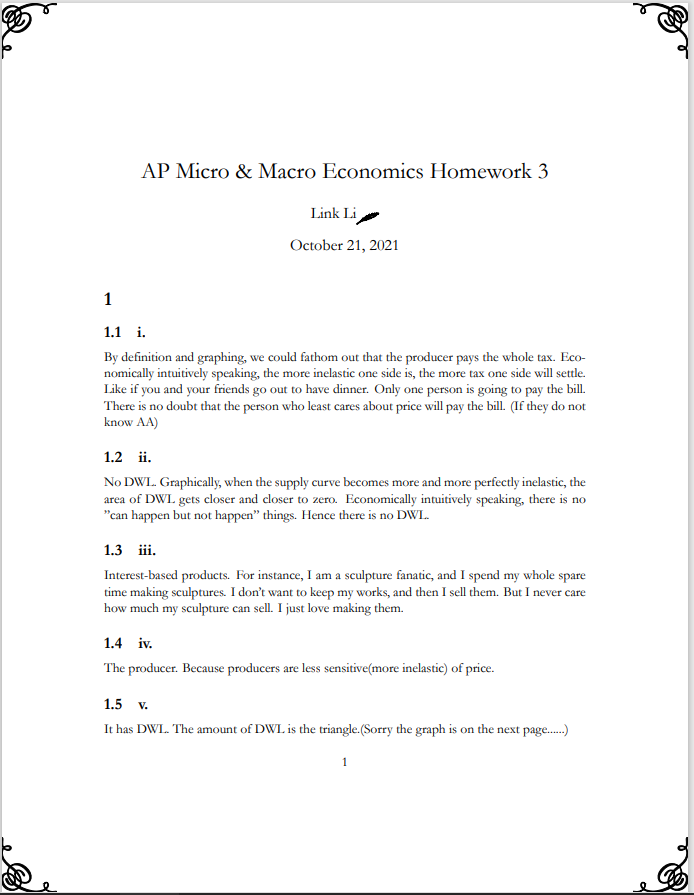 AP Micro & Macro Economics Homework 3
Link Li
October 21, 2021
1
1.1 i.
By definition and graphing, we could fathom out that the producer pays the whole tax. Eco-
nomically intuitively speaking, the more inelastic one side is, the more tax one side will settle.
Like if you and your friends go out to have dinner. Only one person is going to pay the bill.
There is no doubt that the person who least cares about price will pay the bill. (If they do not
know AA)
1.2 ii.
No DWL. Graphically, when the supply curve becomes more and more perfectly inelastic, the
area of DWL gets closer and closer to zero. Economically intuitively speaking, there is no
”can happen but not happen” things. Hence there is no DWL.
1.3 iii.
Interest-based products. For instance, I am a sculpture fanatic, and I spend my whole spare
time making sculptures. I don’t want to keep my works, and then I sell them. But I never care
how much my sculpture can sell. I just love making them.
1.4 iv.
The producer. Because producers are less sensitive(more inelastic) of price.
1.5 v.
It has DWL. The amount of DWL is the triangle.(Sorry the graph is on the next page......)
1